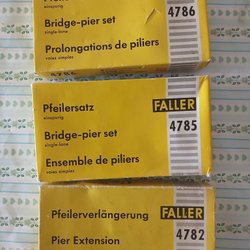 einspurig
4786
Bridge-pier set
single-lane
Prolongations de piliers
voies simples
4786
Pfeilersatz
einspurig
FALLER
Bridge-pier set
single-lane
4785
Ensemble de piliers
voies simples
Pfeilerverlängerung
FALLER
Pier Extension
4782